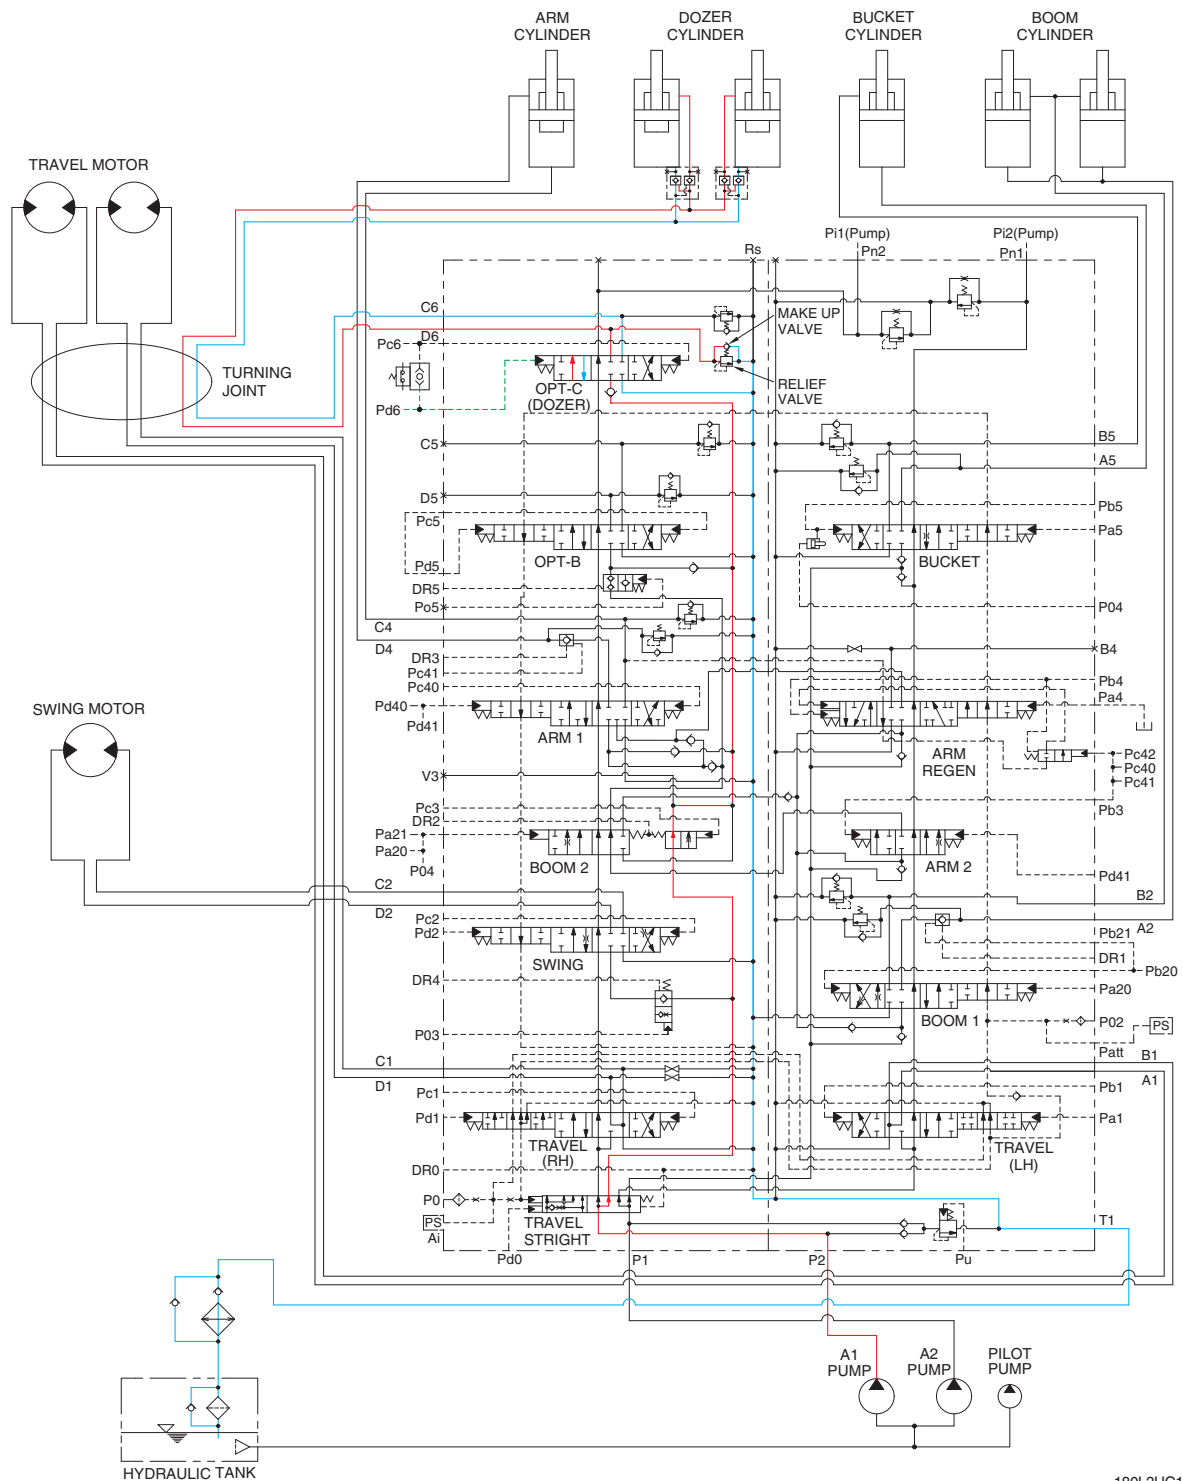 ARM
CYLINDER
DOZER
CYLINDER
BUCKET
CYLINDER
BOOM
CYLINDER
TRAVEL MOTOR
Pi1(Pump)
Pn2
Pi2(Pump)
Pn1
Rs
C6
D6
Pc6
Pd6
MAKE UP
VALVE
RELIEF
VALVE
TURNING
JOINT
OPT-C
(DOZER)
C5
B5
A5
D5
Pc5
Pb5
Pa5
OPT-B
BUCKET
Pd5
DR5
Po5
P04
C4
D4
B4
DR3
Pc41
Pc40
Pb4
Pa4
Pd40
Pd41
SWING MOTOR
ARM 1
ARM
REGEN
Pc42
Pc40
Pc41
V3
Pc3
DR2
Pb3
Pa21
Pa20
P04
BOOM 2
ARM 2
Pd41
C2
D2
B2
A2
Pc2
Pd2
Pb21
DR1
Pb20
SWING
DR4
Pa20
BOOM 1
P03
P02
PS
Patt
C1
D1
B1
A1
Pc1
Pd1
Pb1
Pa1
TRAVEL
(RH)
TRAVEL
(LH)
DR0
P0
PS
Ai
TRAVEL
STRIGHT
T1
Pd0
P1
P2
Pu
A1
PUMP
A2
PUMP
PILOT
PUMP
HYDRAULIC TANK